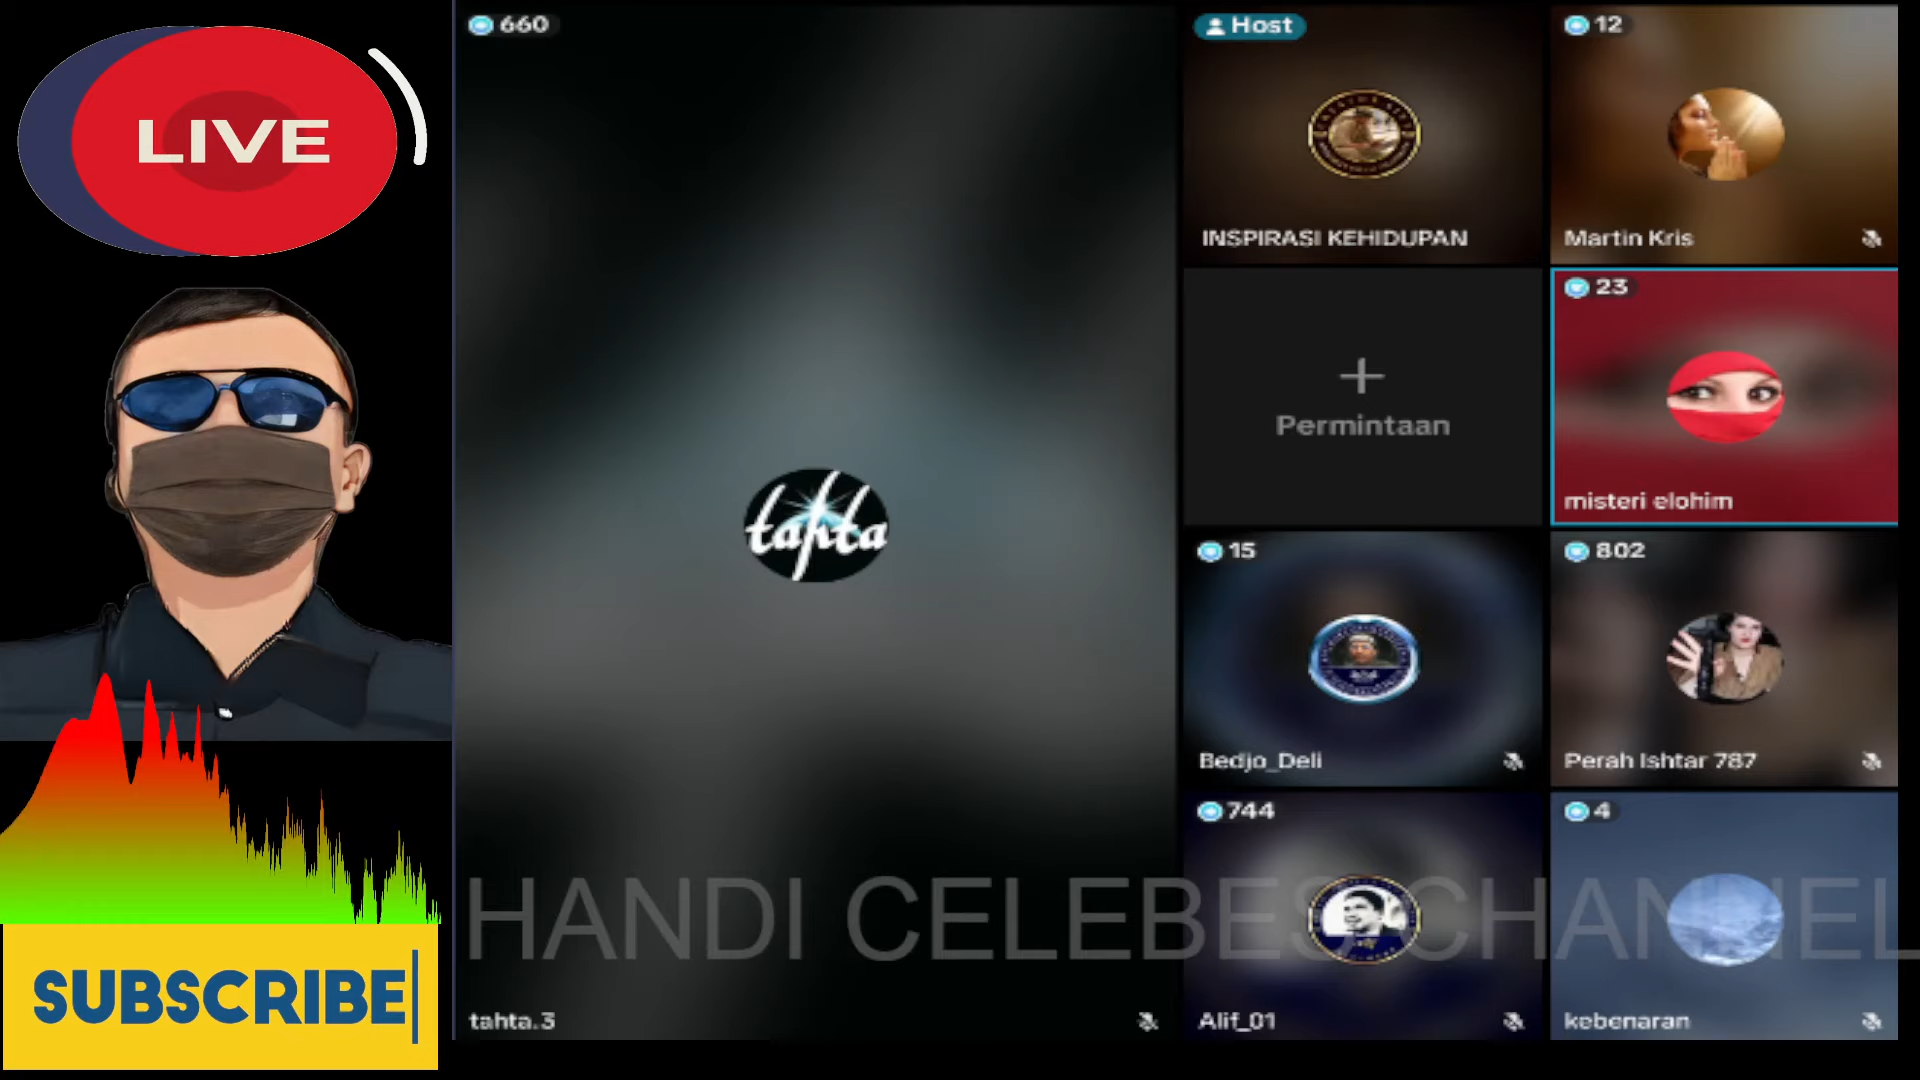 LIVE
SUBSCRIBE
660
tahta
tahta.3
Host
INSPIRASI KEHIDUPAN
12
Martin Kris
Permintaan
23
misteri elohim
15
Bedjo_Deli
802
Perah Ishtar 787
744
Alif_01
4
kebenaran
HANDI CELEBES CHANNEL